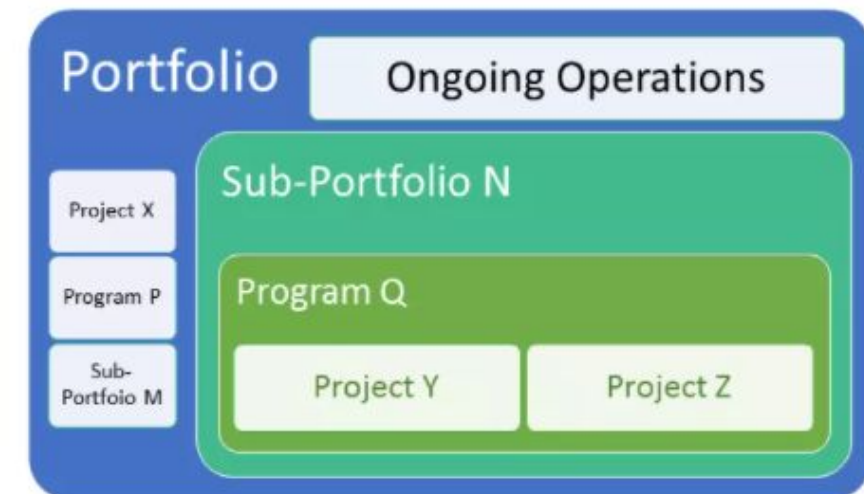 Portfolio
Ongoing Operations
Project X
Program P
Sub-
Portfoio M
Sub-Portfolio N
Program Q
Project Y
Project Z